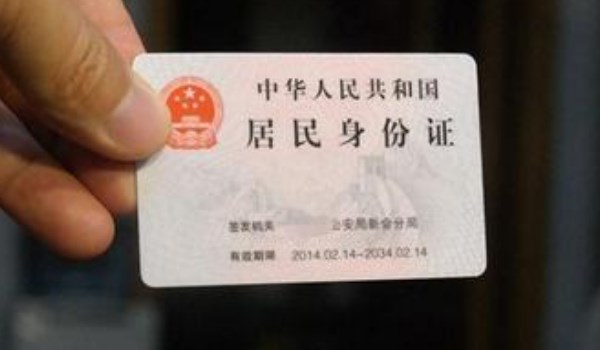 中华人民共和国
居民身份证
签发机关 公安局新会分局
有效期限 2014.02.14-2034.02.14